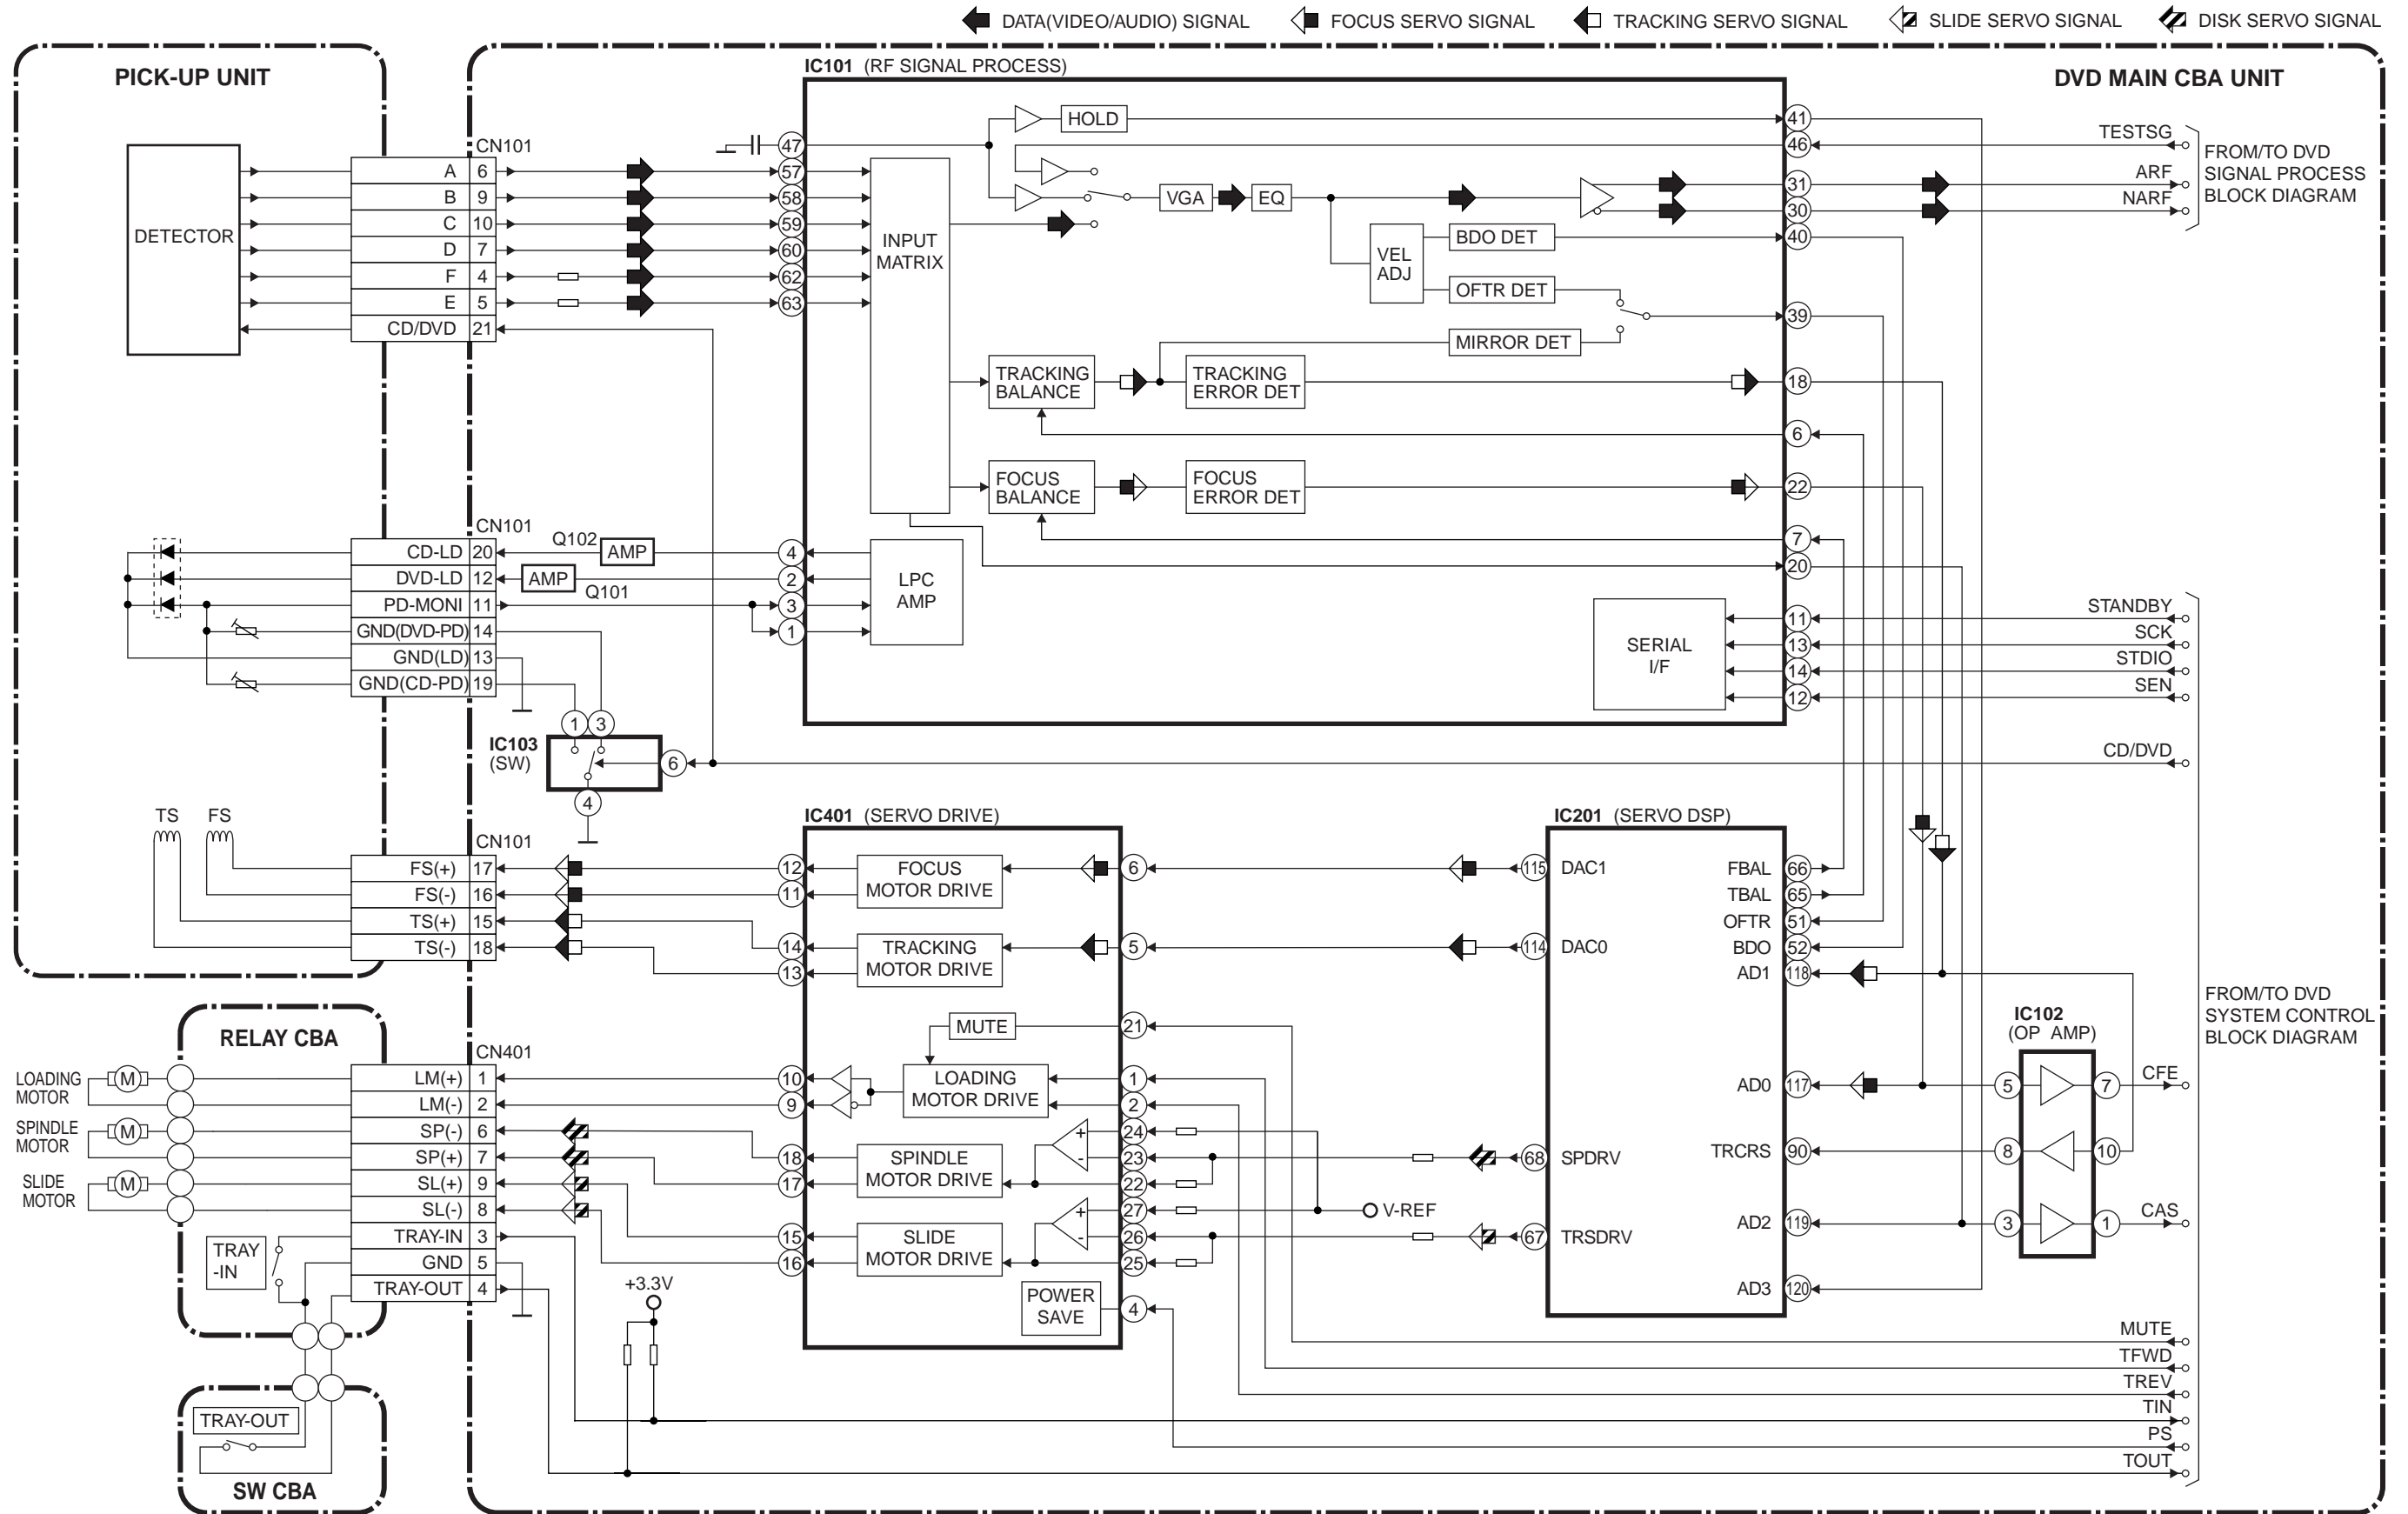 DATA(VIDEO/AUDIO) SIGNAL
FOCUS SERVO SIGNAL
TRACKING SERVO SIGNAL
SLIDE SERVO SIGNAL
DISK SERVO SIGNAL
PICK-UP UNIT
DETECTOR
CN101
A 6
B 9
C 10
D 7
F 4
E 5
CD/DVD 21
CN101
CD-LD 20
DVD-LD 12
PD-MONI 11
GND(DVD-PD) 14
GND(LD) 13
GND(CD-PD) 19
Q102
AMP
AMP
Q101
IC103
(SW)
1
3
6
4
TS
FS
CN101
FS(+) 17
FS(-) 16
TS(+) 15
TS(-) 18
RELAY CBA
LOADING
MOTOR
M
SPINDLE
MOTOR
M
SLIDE
MOTOR
M
CN401
LM(+) 1
LM(-) 2
SP(-) 6
SP(+) 7
SL(+) 9
SL(-) 8
TRAY-IN 3
GND 5
TRAY-OUT 4
TRAY
-IN
+3.3V
TRAY-OUT
SW CBA
DVD MAIN CBA UNIT
IC101 (RF SIGNAL PROCESS)
47
57
58
59
60
62
63
4
2
3
1
INPUT
MATRIX
LPC
AMP
HOLD
VGA
EQ
VEL
ADJ
BDO DET
OFTR DET
MIRROR DET
TRACKING
BALANCE
TRACKING
ERROR DET
FOCUS
BALANCE
FOCUS
ERROR DET
SERIAL
I/F
41
46
31
30
40
39
18
6
22
7
20
11
13
14
12
TESTSG
ARF
NARF
FROM/TO DVD
SIGNAL PROCESS
BLOCK DIAGRAM
STANDBY
SCK
STDIO
SEN
CD/DVD
IC401 (SERVO DRIVE)
12
11
14
13
10
9
18
17
15
16
FOCUS
MOTOR DRIVE
TRACKING
MOTOR DRIVE
MUTE
LOADING
MOTOR DRIVE
SPINDLE
MOTOR DRIVE
+
-
SLIDE
MOTOR DRIVE
+
-
POWER
SAVE
6
5
21
1
2
24
23
22
27
26
25
4
V-REF
IC201 (SERVO DSP)
115 DAC1
114 DAC0
68 SPDRV
67 TRSDRV
FBAL 66
TBAL 65
OFTR 51
BDO 52
AD1 118
AD0 117
TRCRS 90
AD2 119
AD3 120
IC102
(OP AMP)
5
7
8
10
3
1
CFE
CAS
FROM/TO DVD
SYSTEM CONTROL
BLOCK DIAGRAM
MUTE
TFWD
TREV
TIN
PS
TOUT